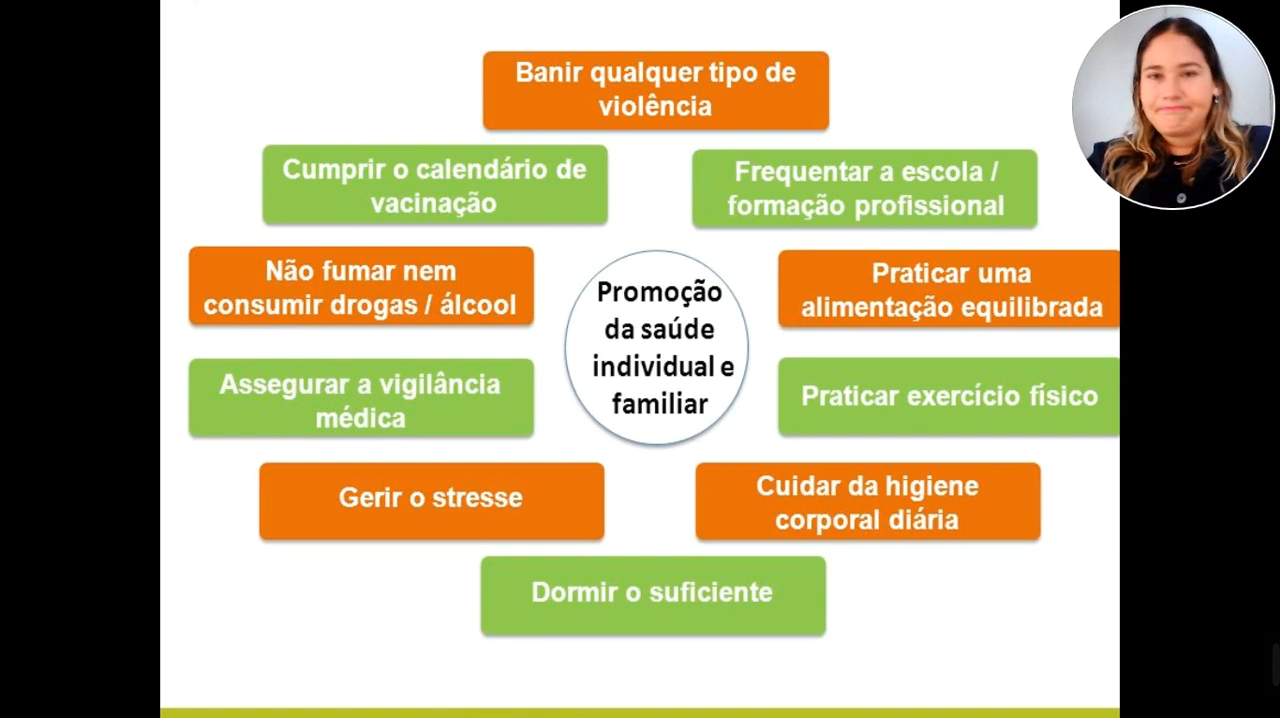 Banir qualquer tipo de
violência
Cumprir o calendário de
vacinação
Frequentar a escola /
formação profissional
Não fumar nem
consumir drogas / álcool
Promoção
da saúde
individual e
familiar
Praticar uma
alimentação equilibrada
Assegurar a vigilância
médica
Praticar exercício físico
Gerir o stresse
Cuidar da higiene
corporal diária
Dormir o suficiente